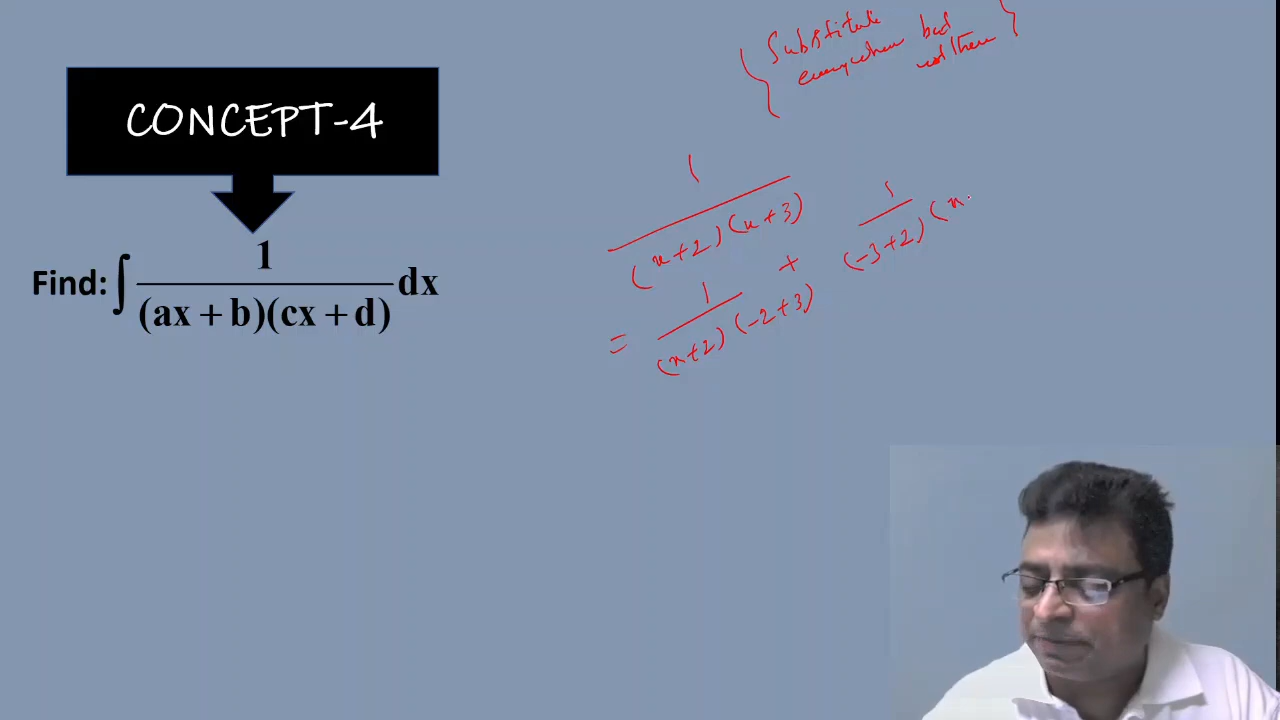 { Substitute
everywhere but
not there }
CONCEPT-4
1
(x+2)(x+3)
= 1/((x+2)(-2+3)) + 1/((-3+2)(x
Find: ∫ 1/((ax + b)(cx + d)) dx